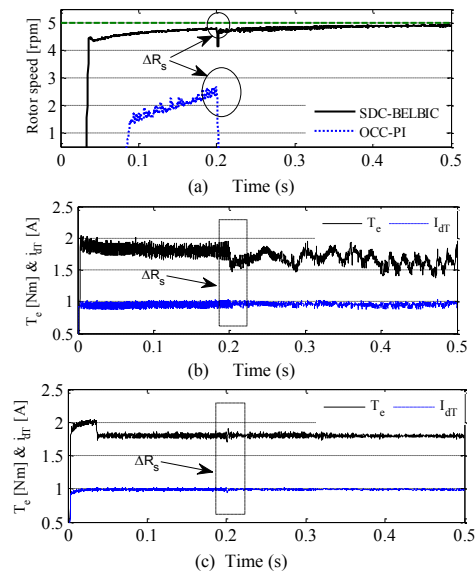 Rotor speed [rpm]
5
4
3
2
1
ΔRs
SDC-BELBIC
OCC-PI
0 0.1 0.2 0.3 0.4 0.5
(a) Time (s)
Te [Nm] & idT [A]
2.5
2
1.5
1
0.5
Te IdT
ΔRs
0 0.1 0.2 0.3 0.4 0.5
(b) Time (s)
Te [Nm] & idT [A]
2.5
2
1.5
1
0.5
Te IdT
ΔRs
0 0.1 0.2 0.3 0.4 0.5
(c) Time (s)